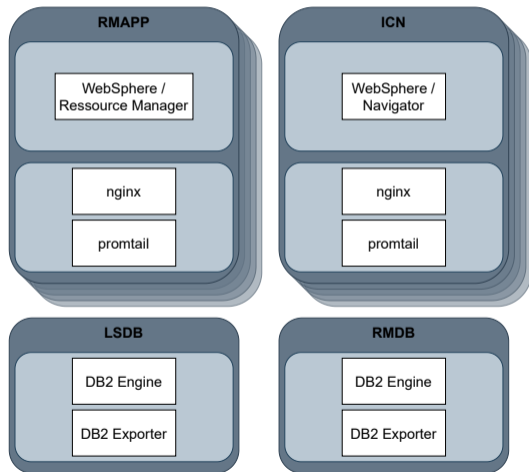 RMAPP
WebSphere /
Ressource Manager
nginx
promtail
ICN
WebSphere /
Navigator
nginx
promtail
LSDB
DB2 Engine
DB2 Exporter
RMDB
DB2 Engine
DB2 Exporter